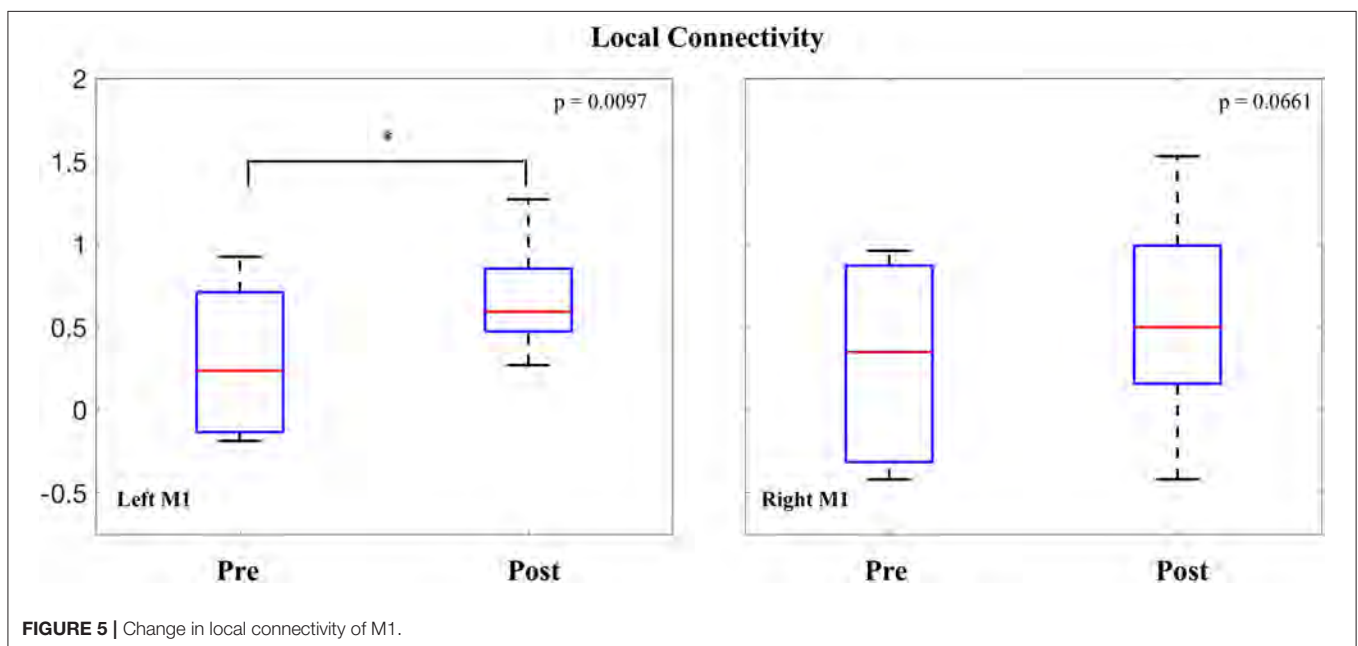 Local Connectivity
2
1.5
1
0.5
0
-0.5
p = 0.0097
*
Left M1
p = 0.0661
Right M1
Pre
Post
Pre
Post
FIGURE 5 | Change in local connectivity of M1.